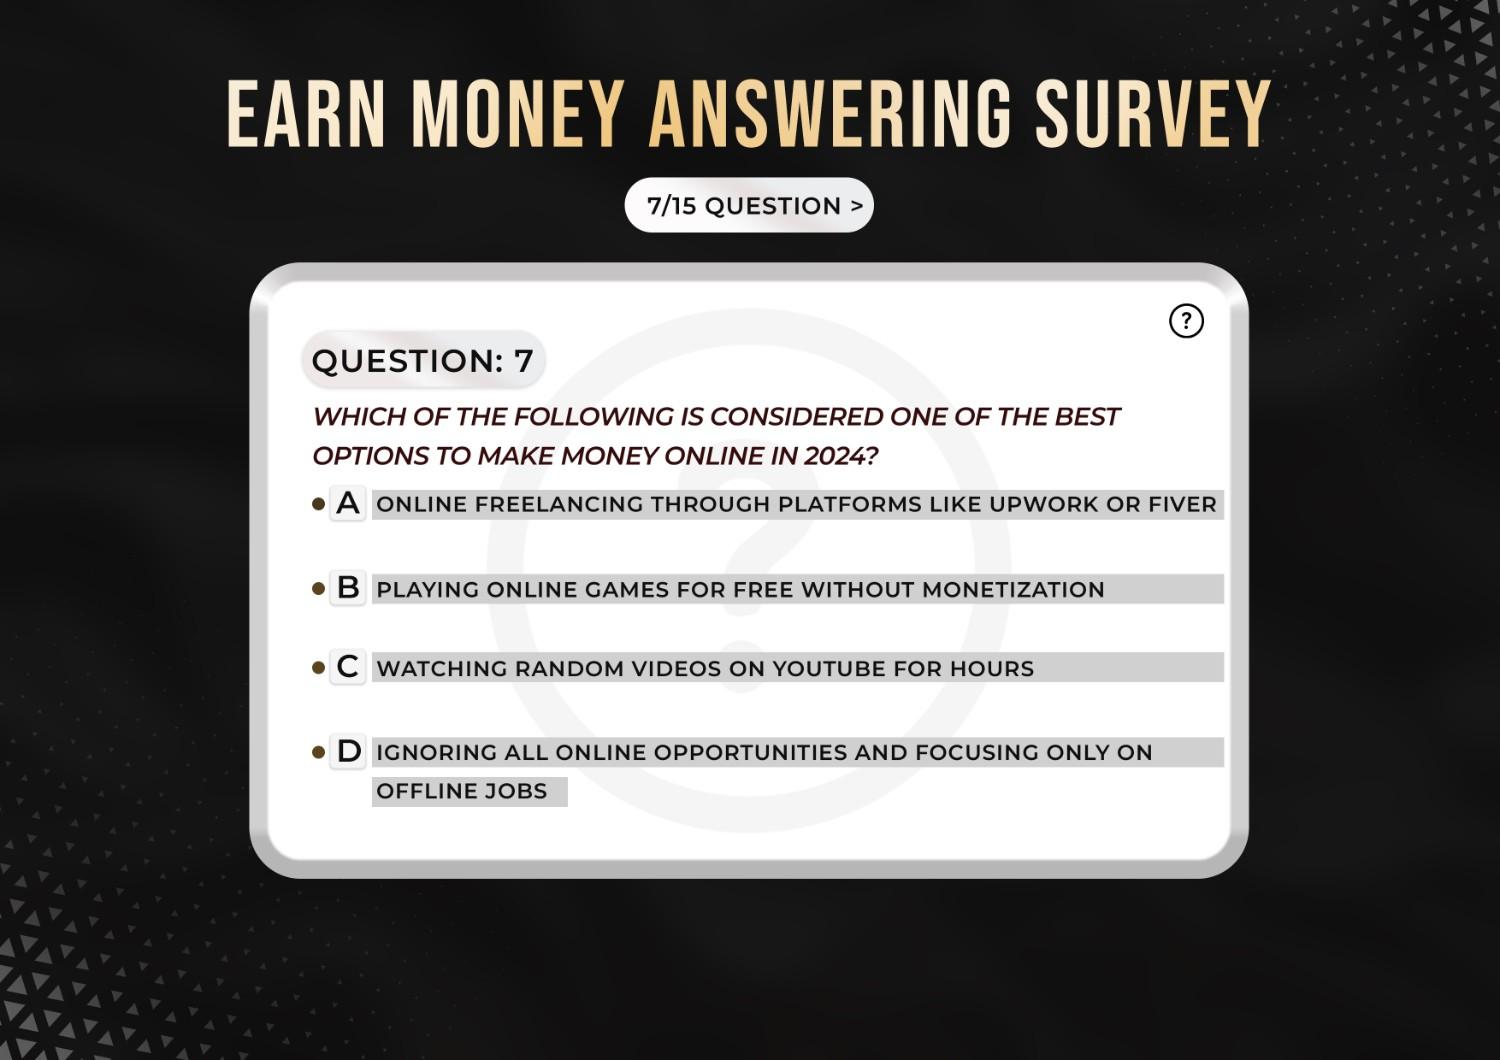 EARN MONEY ANSWERING SURVEY
7/15 QUESTION >
?
QUESTION: 7
WHICH OF THE FOLLOWING IS CONSIDERED ONE OF THE BEST
OPTIONS TO MAKE MONEY ONLINE IN 2024?
A ONLINE FREELANCING THROUGH PLATFORMS LIKE UPWORK OR FIVER
B PLAYING ONLINE GAMES FOR FREE WITHOUT MONETIZATION
C WATCHING RANDOM VIDEOS ON YOUTUBE FOR HOURS
D IGNORING ALL ONLINE OPPORTUNITIES AND FOCUSING ONLY ON
OFFLINE JOBS